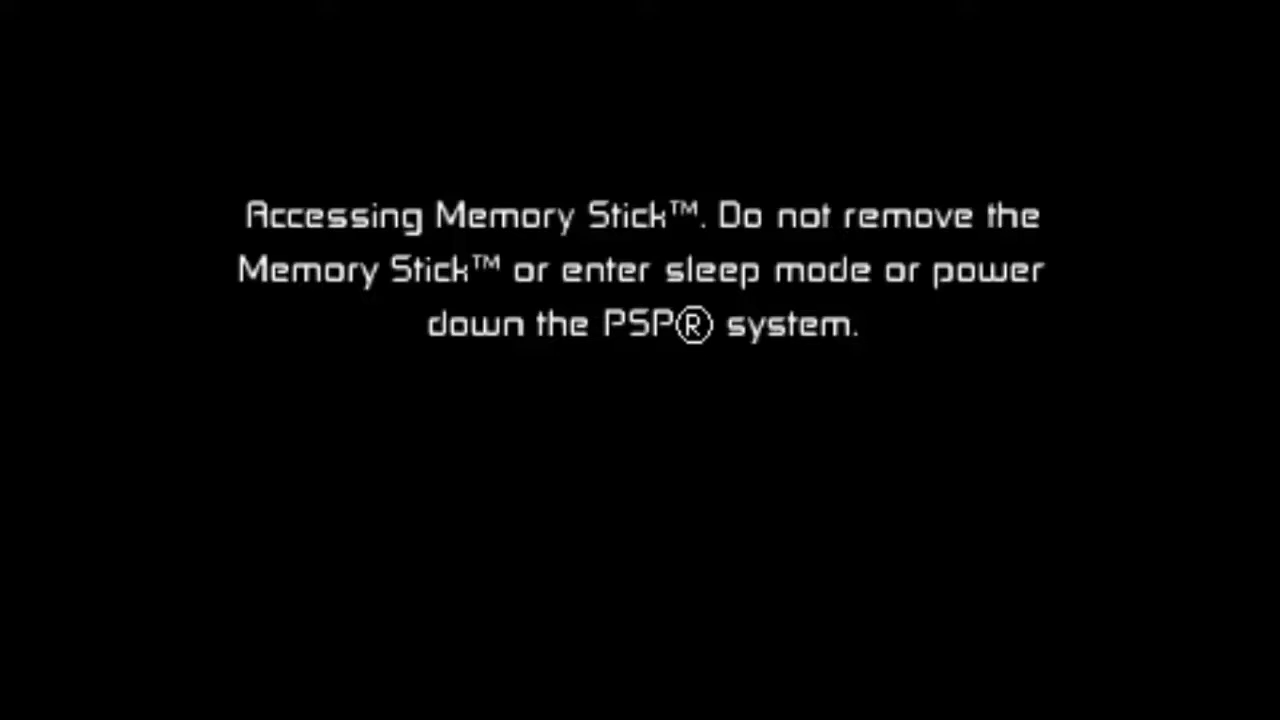 Accessing Memory Stick™. Do not remove the
Memory Stick™ or enter sleep mode or power
down the PSP® system.